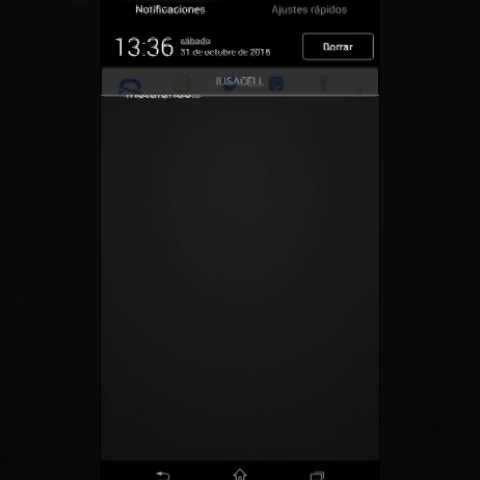 Notificaciones
Ajustes rápidos
13:36
sábado
31 de octubre de 2015
Borrar
IUSACELL